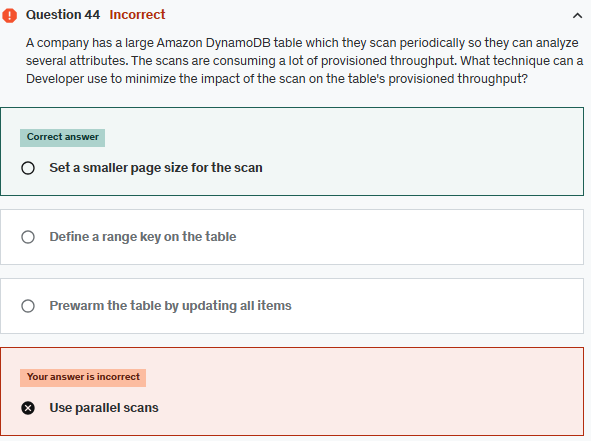 Question 44 Incorrect
A company has a large Amazon DynamoDB table which they scan periodically so they can analyze
several attributes. The scans are consuming a lot of provisioned throughput. What technique can a
Developer use to minimize the impact of the scan on the table's provisioned throughput?
Correct answer
Set a smaller page size for the scan
Define a range key on the table
Prewarm the table by updating all items
Your answer is incorrect
Use parallel scans